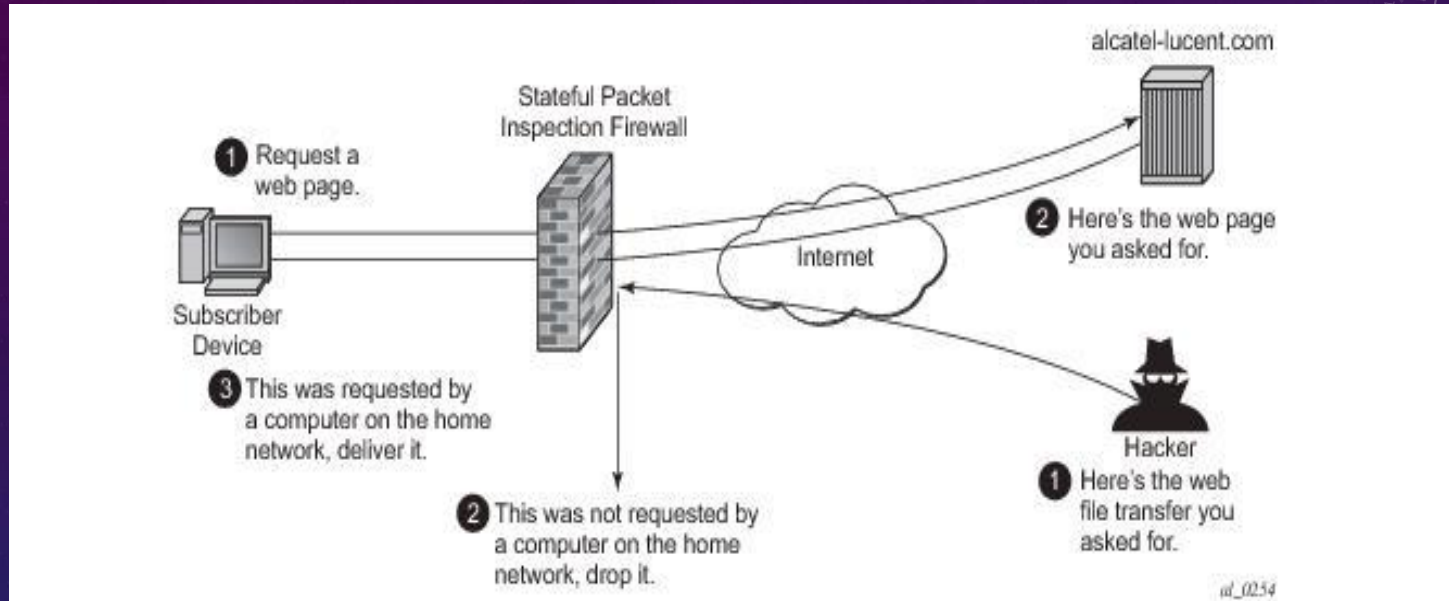 alcatel-lucent.com
Stateful Packet
Inspection Firewall
1 Request a
web page.
2 Here's the web page
you asked for.
Internet
Subscriber
Device
3 This was requested by
a computer on the home
network, deliver it.
Hacker
1 Here's the web
file transfer you
asked for.
2 This was not requested by
a computer on the home
network, drop it.
al_0254